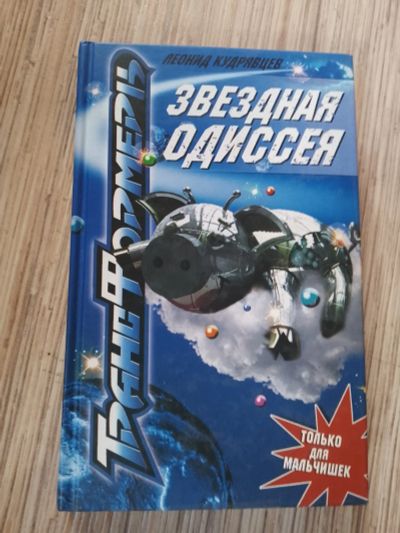 ЛЕОНИД КУДРЯВЦЕВ
ЗВЕЗДНАЯ
ОДИССЕЯ
ТРАНСФОРМЕРЫ
ТОЛЬКО
ДЛЯ
МАЛЬЧИШЕК